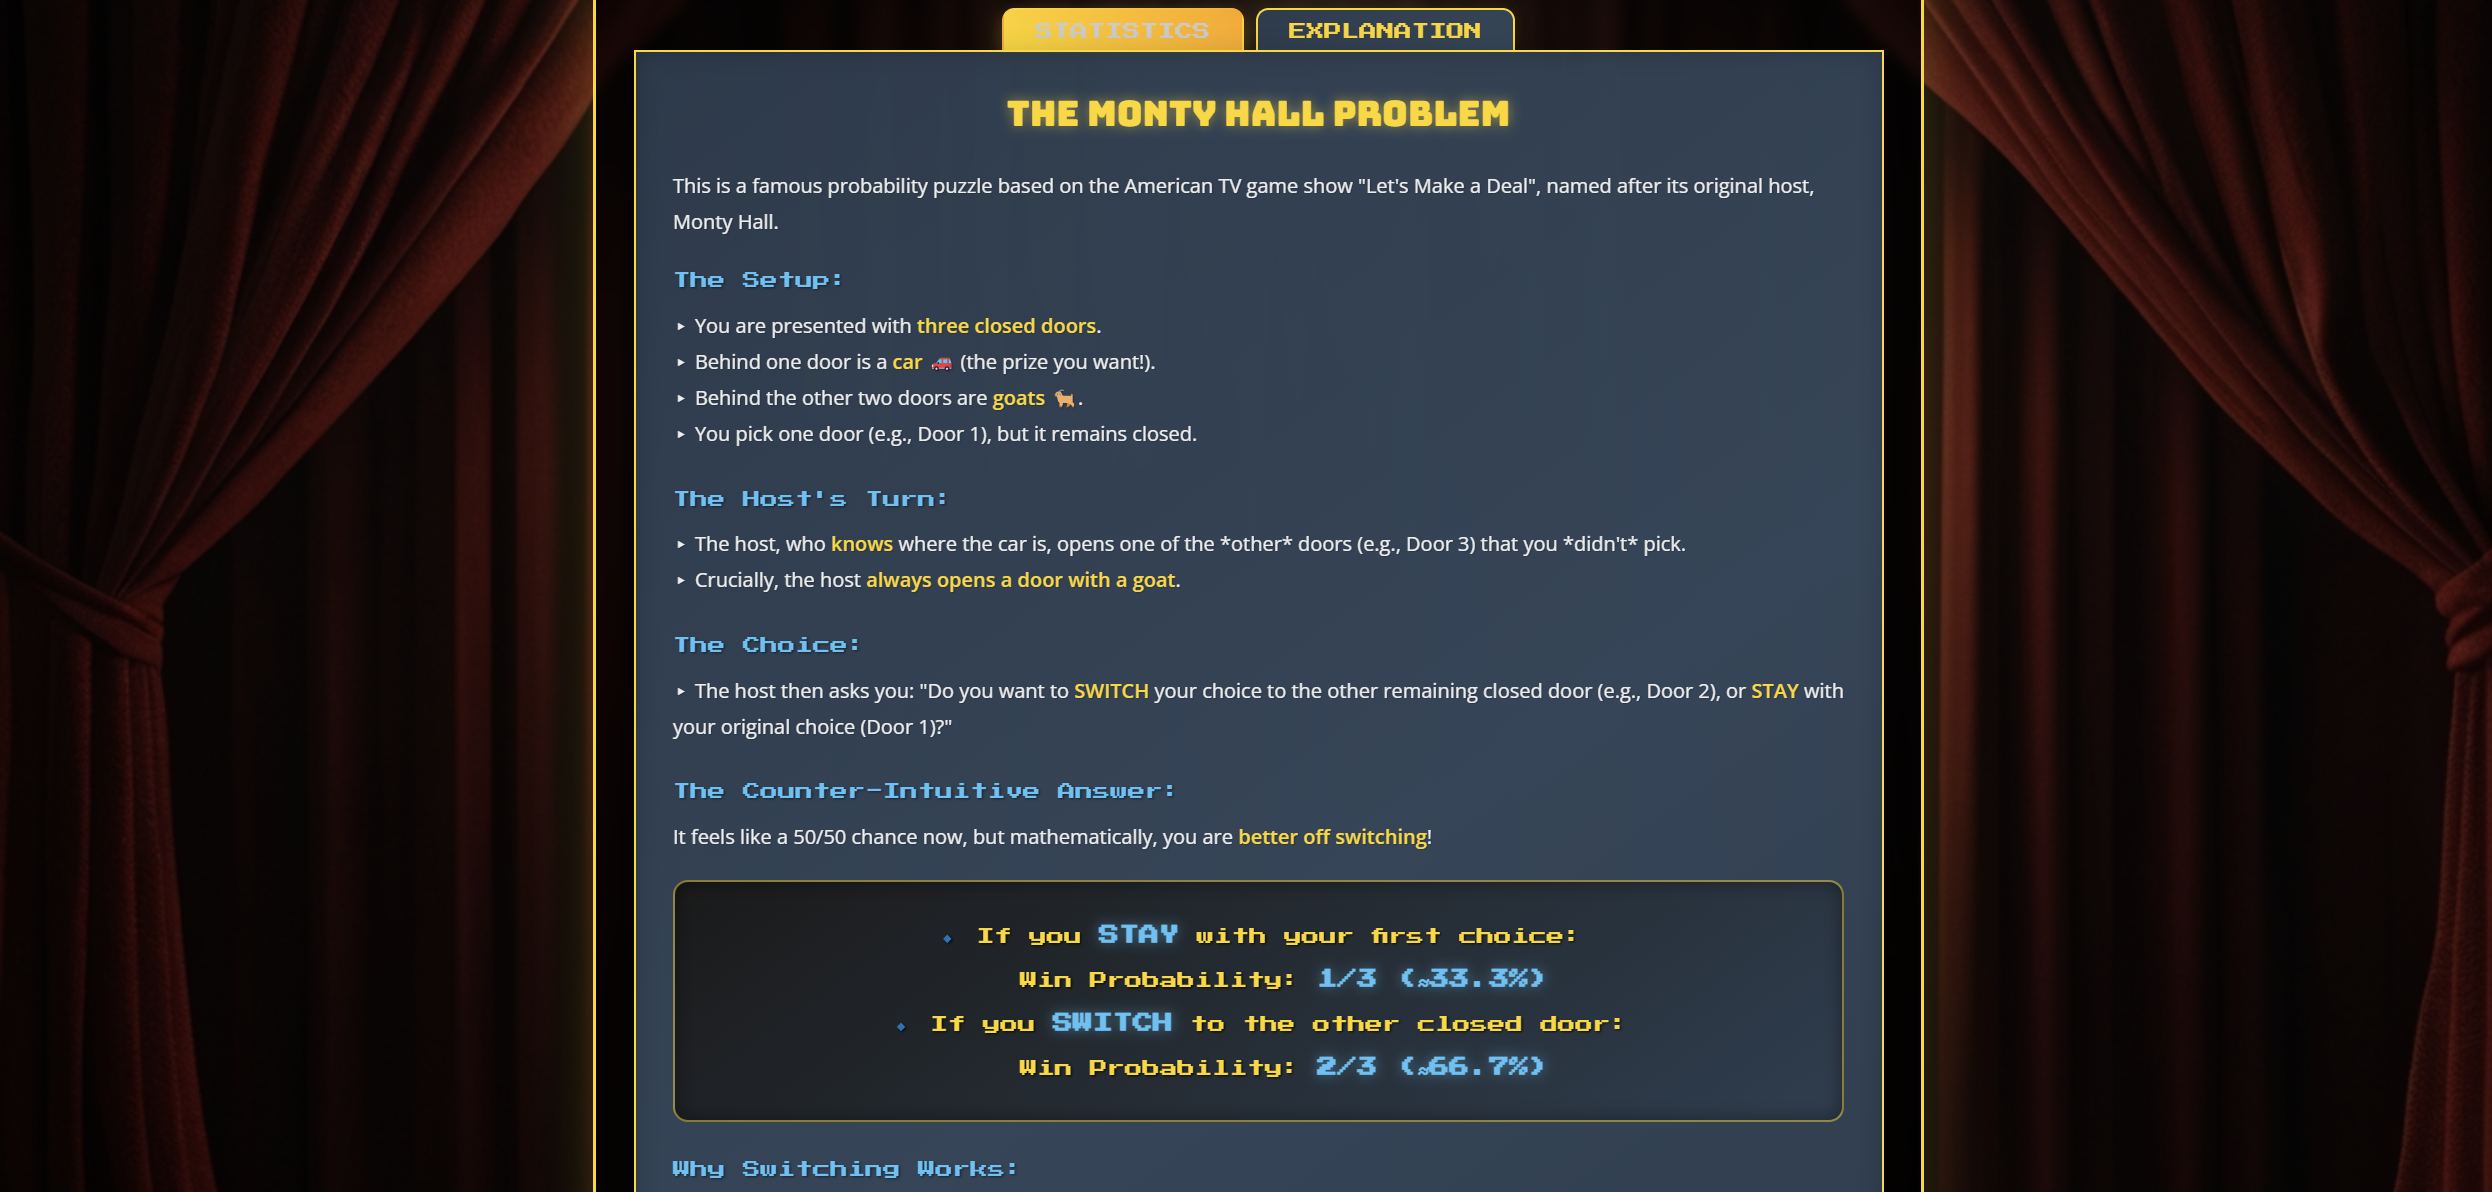 STATISTICS
EXPLANATION
THE MONTY HALL PROBLEM
This is a famous probability puzzle based on the American TV game show "Let's Make a Deal", named after its original host,
Monty Hall.
The Setup:
▸ You are presented with three closed doors.
▸ Behind one door is a car 🚗 (the prize you want!).
▸ Behind the other two doors are goats 🐐.
▸ You pick one door (e.g., Door 1), but it remains closed.
The Host's Turn:
▸ The host, who knows where the car is, opens one of the *other* doors (e.g., Door 3) that you *didn't* pick.
▸ Crucially, the host always opens a door with a goat.
The Choice:
▸ The host then asks you: "Do you want to SWITCH your choice to the other remaining closed door (e.g., Door 2), or STAY with
your original choice (Door 1)?"
The Counter-Intuitive Answer:
It feels like a 50/50 chance now, but mathematically, you are better off switching!
🔹 If you STAY with your first choice:
Win Probability: 1/3 (≈33.3%)
🔹 If you SWITCH to the other closed door:
Win Probability: 2/3 (≈66.7%)
Why Switching Works: